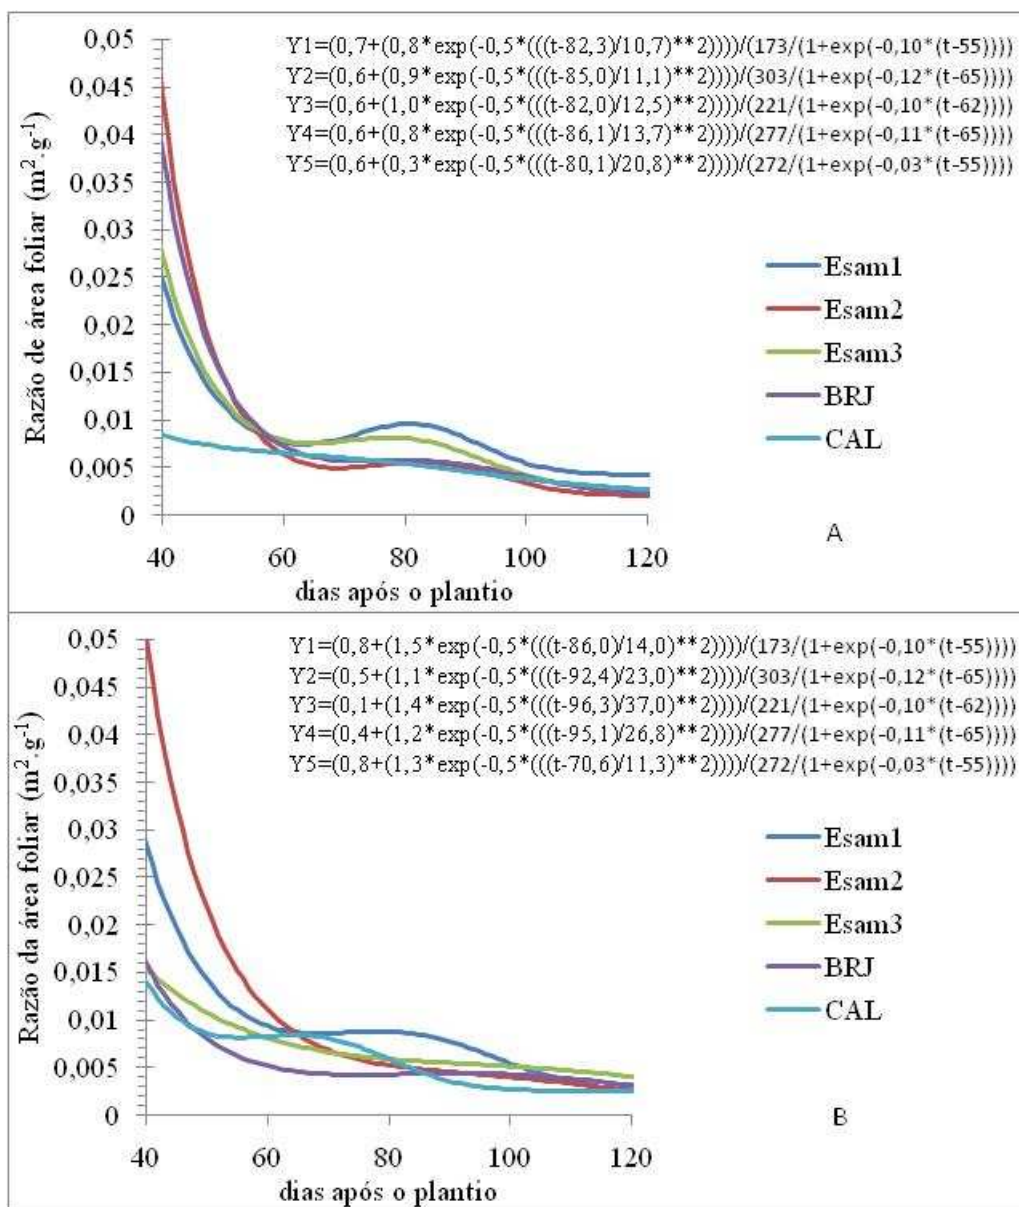 0,05
0,045
0,04
0,035
0,03
0,025
0,02
0,015
0,01
0,005
0
Razão de área foliar (m².g⁻¹)
Y1=(0,7+(0,8*exp(-0,5*(((t-82,3)/10,7)**2))))/(173/(1+exp(-0,10*(t-55))))
Y2=(0,6+(0,9*exp(-0,5*(((t-85,0)/11,1)**2))))/(303/(1+exp(-0,12*(t-65))))
Y3=(0,6+(1,0*exp(-0,5*(((t-82,0)/12,5)**2))))/(221/(1+exp(-0,10*(t-62))))
Y4=(0,6+(0,8*exp(-0,5*(((t-86,1)/13,7)**2))))/(277/(1+exp(-0,11*(t-65))))
Y5=(0,6+(0,3*exp(-0,5*(((t-80,1)/20,8)**2))))/(272/(1+exp(-0,03*(t-55))))
Esam1
Esam2
Esam3
BRJ
CAL
A
40 60 80 100 120
dias após o plantio
0,05
0,045
0,04
0,035
0,03
0,025
0,02
0,015
0,01
0,005
0
Razão da área foliar (m².g⁻¹)
Y1=(0,8+(1,5*exp(-0,5*(((t-86,0)/14,0)**2))))/(173/(1+exp(-0,10*(t-55))))
Y2=(0,5+(1,1*exp(-0,5*(((t-92,4)/23,0)**2))))/(303/(1+exp(-0,12*(t-65))))
Y3=(0,1+(1,4*exp(-0,5*(((t-96,3)/37,0)**2))))/(221/(1+exp(-0,10*(t-62))))
Y4=(0,4+(1,2*exp(-0,5*(((t-95,1)/26,8)**2))))/(277/(1+exp(-0,11*(t-65))))
Y5=(0,8+(1,3*exp(-0,5*(((t-70,6)/11,3)**2))))/(272/(1+exp(-0,03*(t-55))))
Esam1
Esam2
Esam3
BRJ
CAL
B
40 60 80 100 120
dias após o plantio